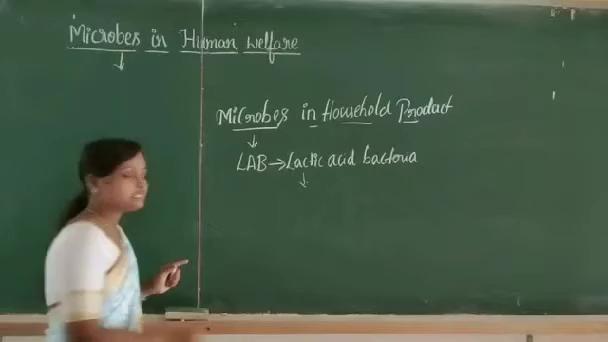 Microbes in Human welfare
↓
Microbes in Household Product
↓
LAB → Lactic acid bacteria
↓